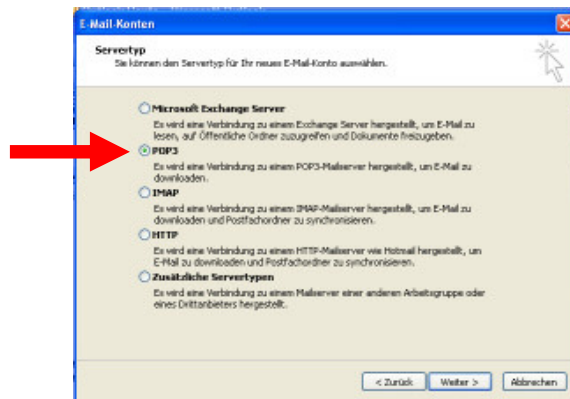 E-Mail-Konten
Servertyp
Sie können den Servertyp für Ihr neues E-Mail-Konto auswählen.
Microsoft Exchange Server
Es wird eine Verbindung zu einem Exchange Server hergestellt, um E-Mail zu
lesen, auf Öffentliche Ordner zuzugreifen und Dokumente freizugeben.
POP3
Es wird eine Verbindung zu einem POP3-Mailserver hergestellt, um E-Mail zu
downloaden.
IMAP
Es wird eine Verbindung zu einem IMAP-Mailserver hergestellt, um E-Mail zu
downloaden und Postfachordner zu synchronisieren.
HTTP
Es wird eine Verbindung zu einem HTTP-Mailserver wie Hotmail hergestellt, um
E-Mail zu downloaden und Postfachordner zu synchronisieren.
Zusätzliche Servertypen
Es wird eine Verbindung zu einem Mailserver einer anderen Arbeitsgruppe oder
eines Drittanbieters hergestellt.
< Zurück Weiter > Abbrechen